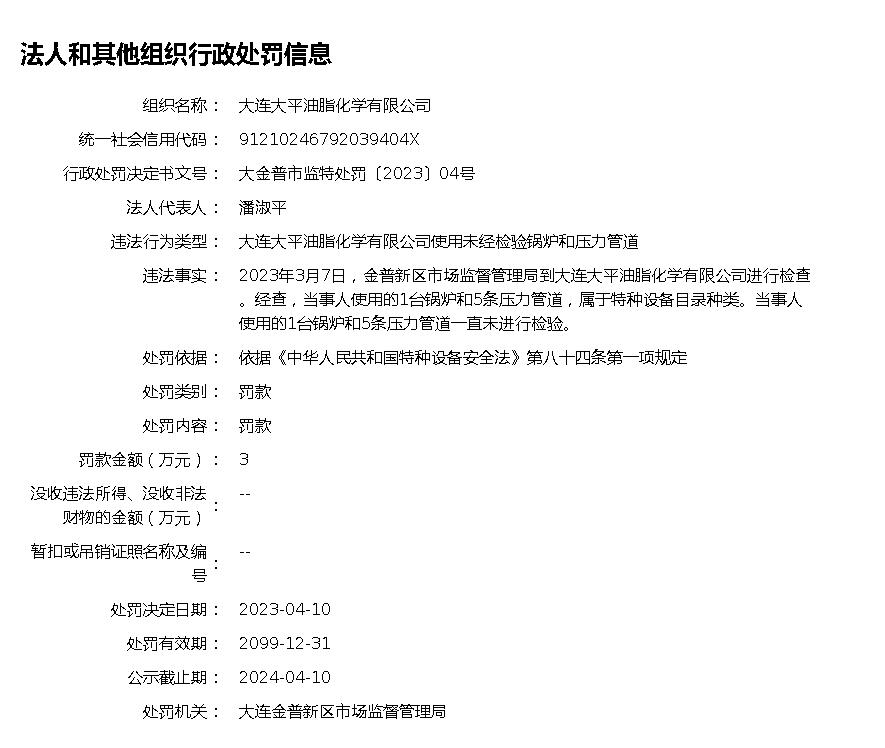 法人和其他组织行政处罚信息
组织名称： 大连大平油脂化学有限公司
统一社会信用代码： 91210246792039404X
行政处罚决定书文号： 大金普市监特处罚〔2023〕04号
法人代表人： 潘淑平
违法行为类型： 大连大平油脂化学有限公司使用未经检验锅炉和压力管道
违法事实： 2023年3月7日，金普新区市场监督管理局到大连大平油脂化学有限公司进行检查
。经查，当事人使用的1台锅炉和5条压力管道，属于特种设备目录种类。当事人
使用的1台锅炉和5条压力管道一直未进行检验。
处罚依据： 依据《中华人民共和国特种设备安全法》第八十四条第一项规定
处罚类别： 罚款
处罚内容： 罚款
罚款金额（万元）： 3
没收违法所得、没收非法
财物的金额（万元）： --
暂扣或吊销证照名称及编
号： --
处罚决定日期： 2023-04-10
处罚有效期： 2099-12-31
公示截止期： 2024-04-10
处罚机关： 大连金普新区市场监督管理局